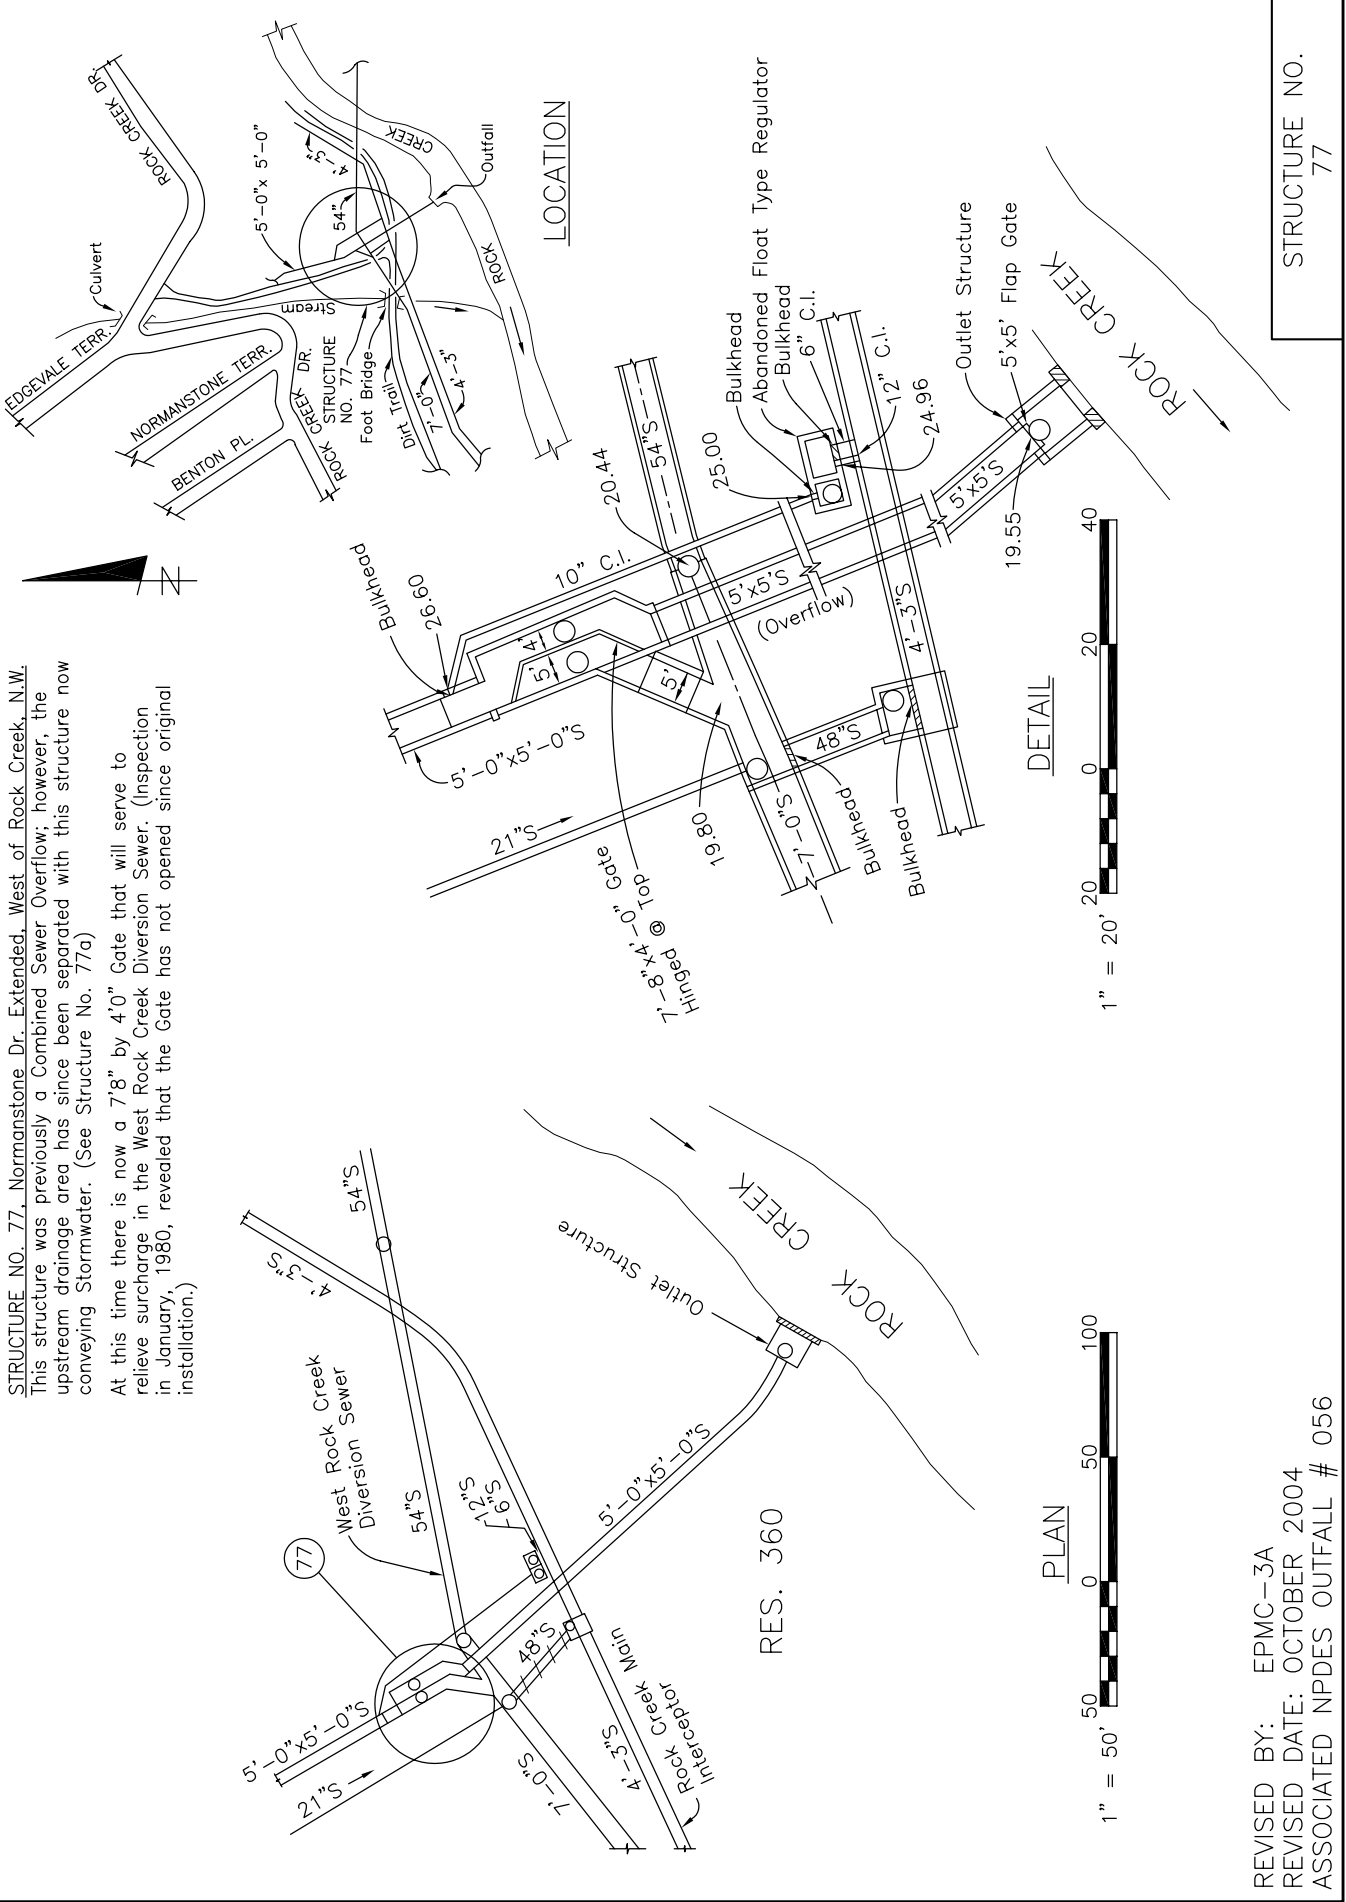 STRUCTURE NO. 77, Normanstone Dr. Extended, West of Rock Creek, N.W.
This structure was previously a Combined Sewer Overflow; however, the
upstream drainage area has since been separated with this structure now
conveying Stormwater. (See Structure No. 77a)
At this time there is now a 7'8" by 4'0" Gate that will serve to
relieve surcharge in the West Rock Creek Diversion Sewer. (Inspection
in January, 1980, revealed that the Gate has not opened since original
installation.)
N
EDGEVALE TERR.
Culvert
ROCK CREEK DR.
ROCK CREEK DR.
NORMANSTONE TERR.
BENTON PL.
ROCK CREEK DR.
5'-0"x 5'-0"
54"
4'-3"
Stream
STRUCTURE
NO. 77
Foot Bridge
Dirt Trail
7'-0"
4'-3"
ROCK
CREEK
Outfall
LOCATION
77
West Rock Creek
Diversion Sewer
5'-0"x5'-0"S
21"S
54"S
54"S
4'-3"S
12"S
6"S
48"S
7'-0"S
4'-3"S
Rock Creek Main
Interceptor
5'-0"x5'-0"S
Outlet Structure
ROCK
CREEK
RES. 360
PLAN
1" = 50'
50
0
50
100
Bulkhead
26.60
10" C.I.
5'-0"x5'-0"S
4'
5'
5'
21"S
7'-8"x4'-0" Gate
Hinged @ Top
19.80
7'-0"S
54"S
20.44
5'x5'S
(Overflow)
25.00
Bulkhead
Abandoned Float Type Regulator
Bulkhead
6" C.I.
12" C.I.
24.96
48"S
Bulkhead
Bulkhead
4'-3"S
5'x5'S
Outlet Structure
5'x5' Flap Gate
19.55
ROCK CREEK
DETAIL
1" = 20'
20
0
20
40
REVISED BY: EPMC-3A
REVISED DATE: OCTOBER 2004
ASSOCIATED NPDES OUTFALL # 056
STRUCTURE NO.
77